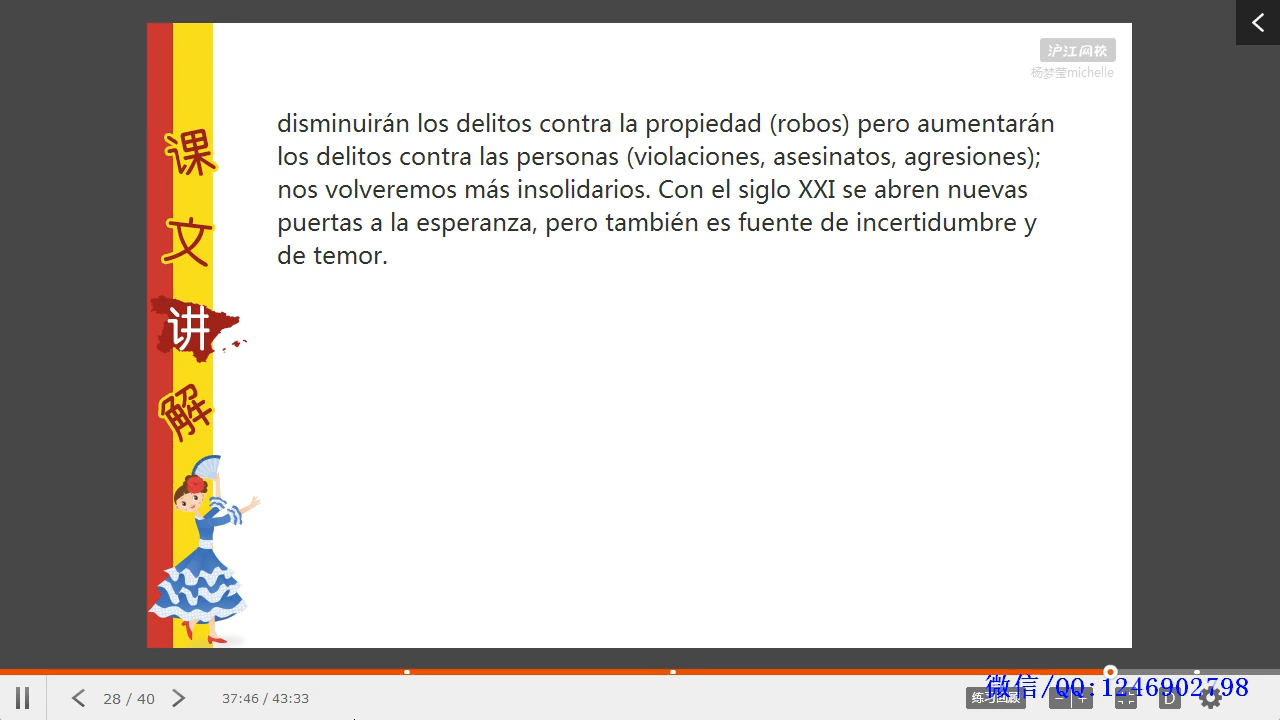 沪江网校
杨梦莹michelle
disminuirán los delitos contra la propiedad (robos) pero aumentarán
los delitos contra las personas (violaciones, asesinatos, agresiones);
nos volveremos más insolidarios. Con el siglo XXI se abren nuevas
puertas a la esperanza, pero también es fuente de incertidumbre y
de temor.
课
文
讲
解
28 / 40
37:46 / 43:33
练习回顾
微信/QQ:1246902798
D